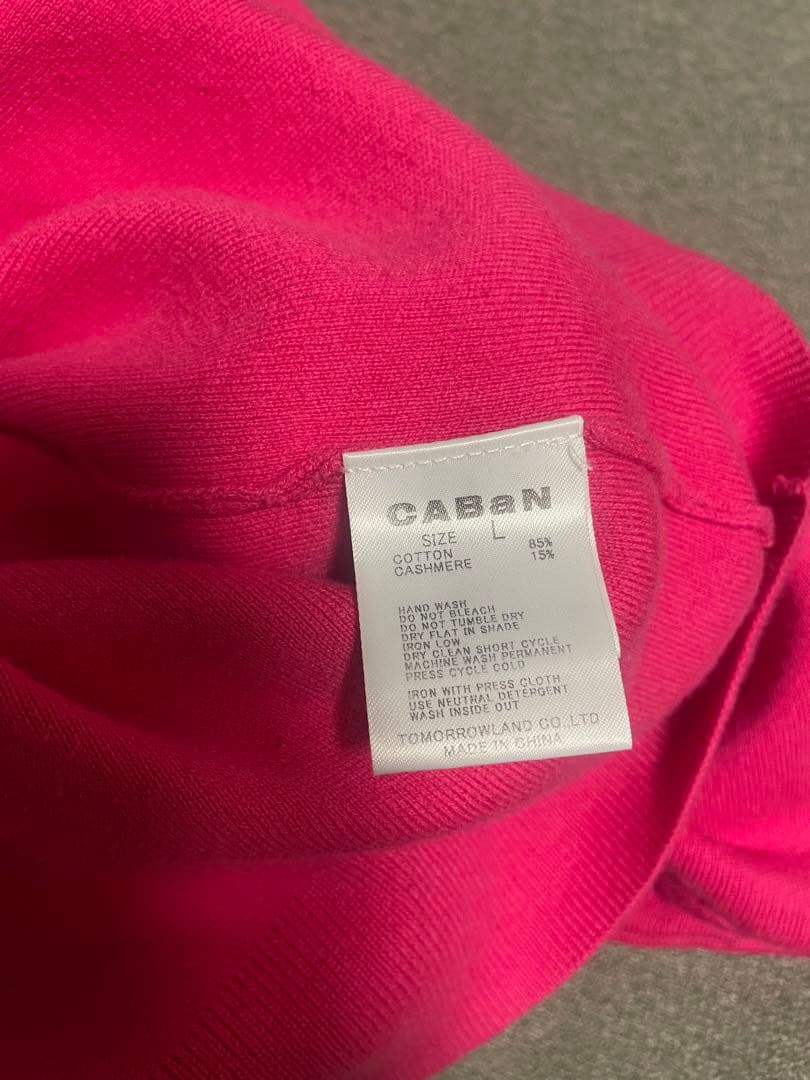 CABaN
SIZE L
COTTON 85%
CASHMERE 15%
HAND WASH
DO NOT BLEACH
DO NOT TUMBLE DRY
DRY FLAT IN SHADE
IRON LOW
DRY CLEAN SHORT CYCLE
MACHINE WASH PERMANENT
PRESS CYCLE COLD
IRON WITH PRESS CLOTH
USE NEUTRAL DETERGENT
WASH INSIDE OUT
TOMORROWLAND CO.,LTD
MADE IN CHINA